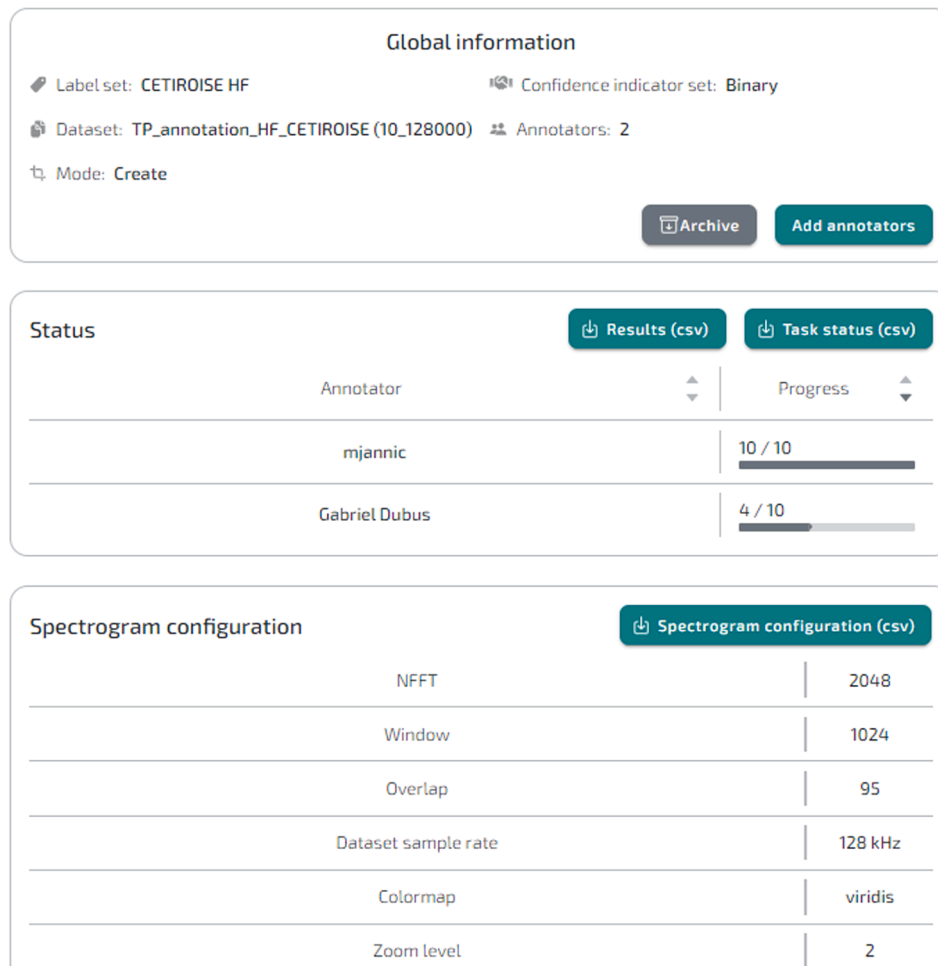 Global information
Label set: CETIROISE HF Confidence indicator set: Binary
Dataset: TP_annotation_HF_CETIROISE (10_128000) Annotators: 2
Mode: Create
Archive Add annotators
Status Results (csv) Task status (csv)
Annotator Progress
mjannic 10 / 10
Gabriel Dubus 4 / 10
Spectrogram configuration Spectrogram configuration (csv)
NFFT 2048
Window 1024
Overlap 95
Dataset sample rate 128 kHz
Colormap viridis
Zoom level 2